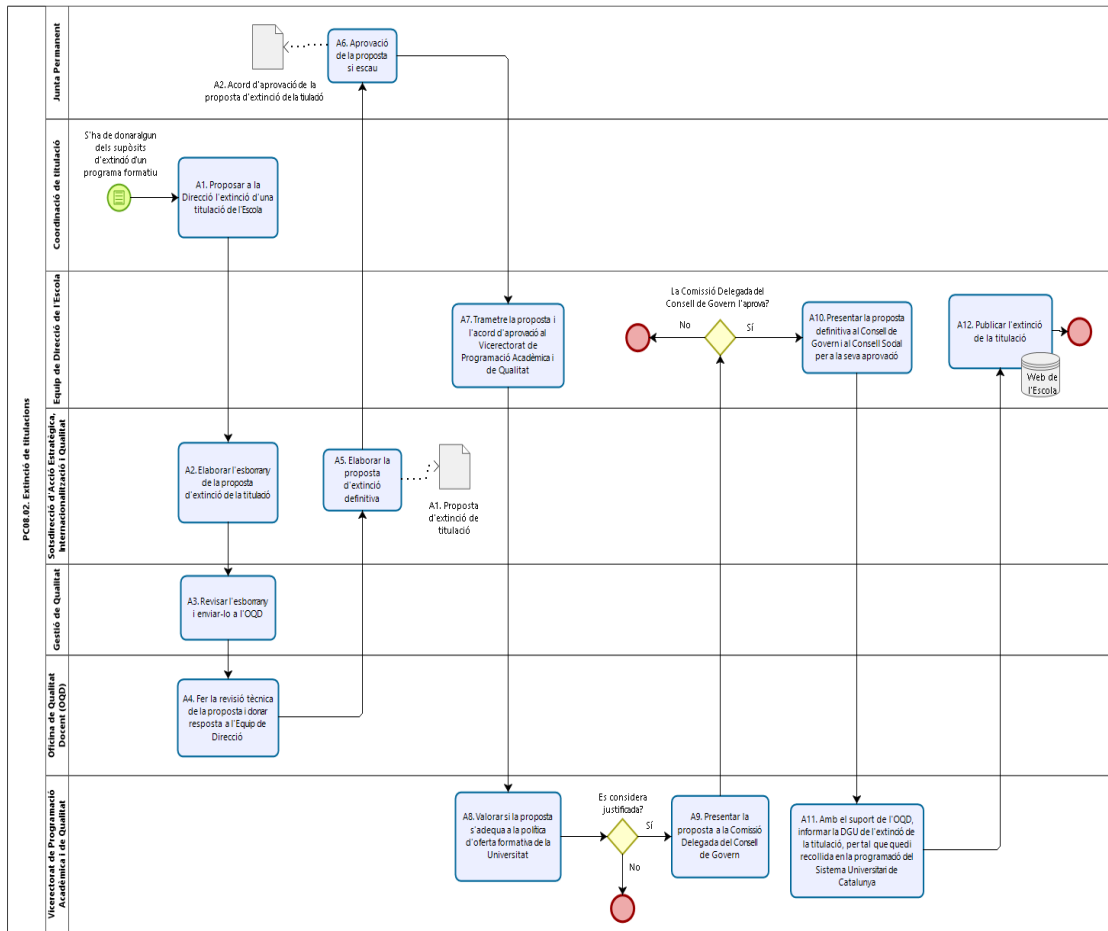 PC08.02. Extinció de titulacions
Junta Permanent
A2. Acord d'aprovació de la
proposta d'extinció dela tiulació
A6. Aprovació
de la proposta
si escau
Coordinació de titulació
S'ha de donaralgun
dels supòsits
d'extinció d'un
programa formatiu
A1. Proposar a la
Direcció l'extinció d'una
titulació de l'Escola
Equip de Direcció de l'Escola
A7. Trametre la proposta i
l'acord d'aprovació al
Vicerectorat de
Programació Acadèmica i
de Qualitat
La Comissió Delegada del
Consell de Govern l'aprova?
No
Sí
A10. Presentar la proposta
definitiva al Consell de
Govern i al Consell Social
per a la seva aprovació
A12. Publicar l'extinció
de la titulació
Web de
l'Escola
Sotsdirecció d'Acció Estratègica,
Internacionalització i Qualitat
A2. Elaborar l'esborrany
de la proposta
d'extinció de la titulació
A5. Elaborar la
proposta
d'extinció
definitiva
A1. Proposta
d'extinció de
titulació
Gestió de Qualitat
A3. Revisar l'esborrany
i enviar-lo a l'OQD
Oficina de Qualitat
Docent (OQD)
A4. Fer la revisió tècnica
de la proposta i donar
resposta a l'Equip de
Direcció
Vicerectorat de Programació
Acadèmica i de Qualitat
A8. Valorar si la proposta
s'adequa a la política
d'oferta formativa de la
Universitat
Es considera
justificada?
Sí
No
A9. Presentar la
proposta a la Comissió
Delegada del Consell
de Govern
A11. Amb el suport de l'OQD,
informar la DGU de l'extinció de
la titulació, per tal que quedi
recollida en la programació del
Sistema Universitari de
Catalunya